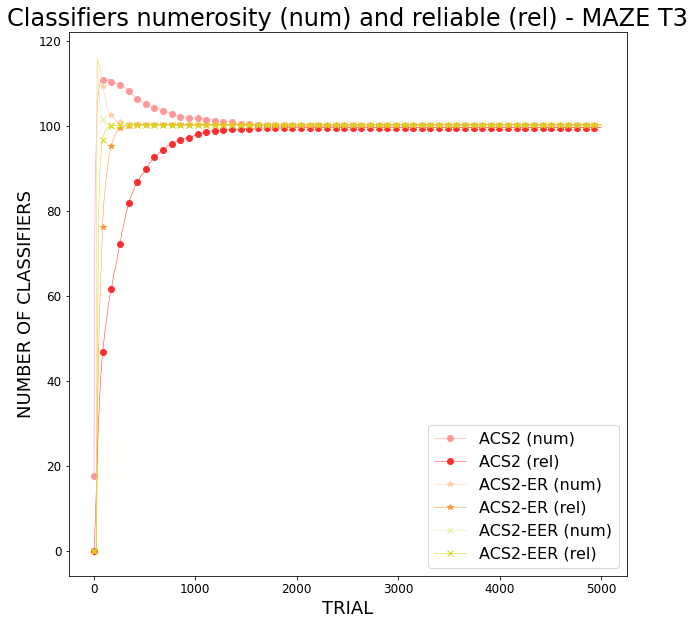 Classifiers numerosity (num) and reliable (rel) - MAZE T3
120
100
80
60
40
20
0
NUMBER OF CLASSIFIERS
ACS2 (num)
ACS2 (rel)
ACS2-ER (num)
ACS2-ER (rel)
ACS2-EER (num)
ACS2-EER (rel)
0 1000 2000 3000 4000 5000
TRIAL